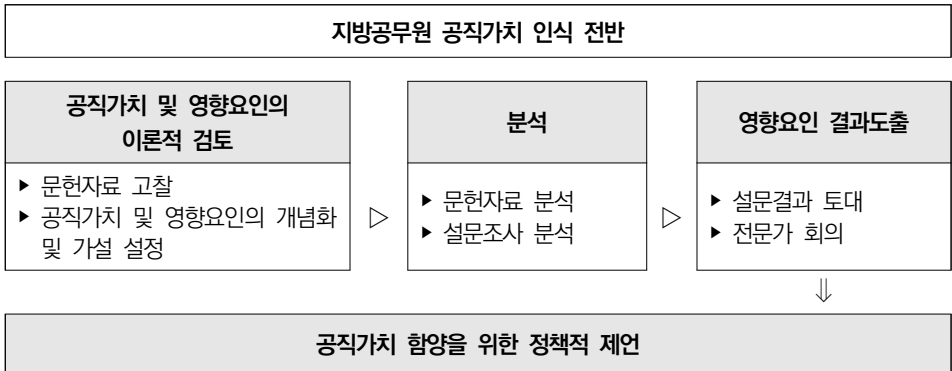 지방공무원 공직가치 인식 전반
공직가치 및 영향요인의
이론적 검토
▶ 문헌자료 고찰
▶ 공직가치 및 영향요인의 개념화
및 가설 설정
▷
분석
▶ 문헌자료 분석
▶ 설문조사 분석
▷
영향요인 결과도출
▶ 설문결과 토대
▶ 전문가 회의
⇓
공직가치 함양을 위한 정책적 제언